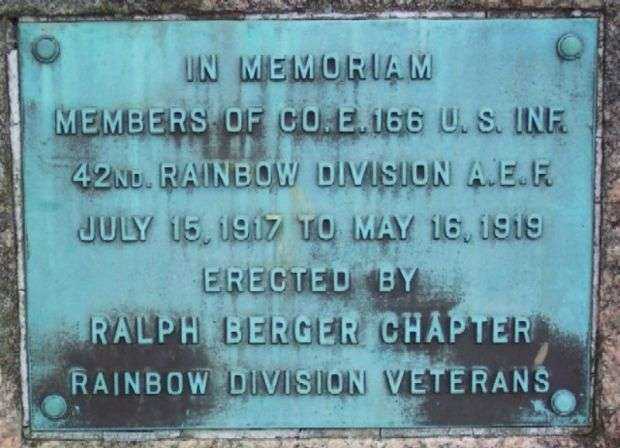 IN MEMORIAM
MEMBERS OF CO. E. 166 U. S. INF.
42ND. RAINBOW DIVISION A. E. F.
JULY 15, 1917 TO MAY 16, 1919
ERECTED BY
RALPH BERGER CHAPTER
RAINBOW DIVISION VETERANS